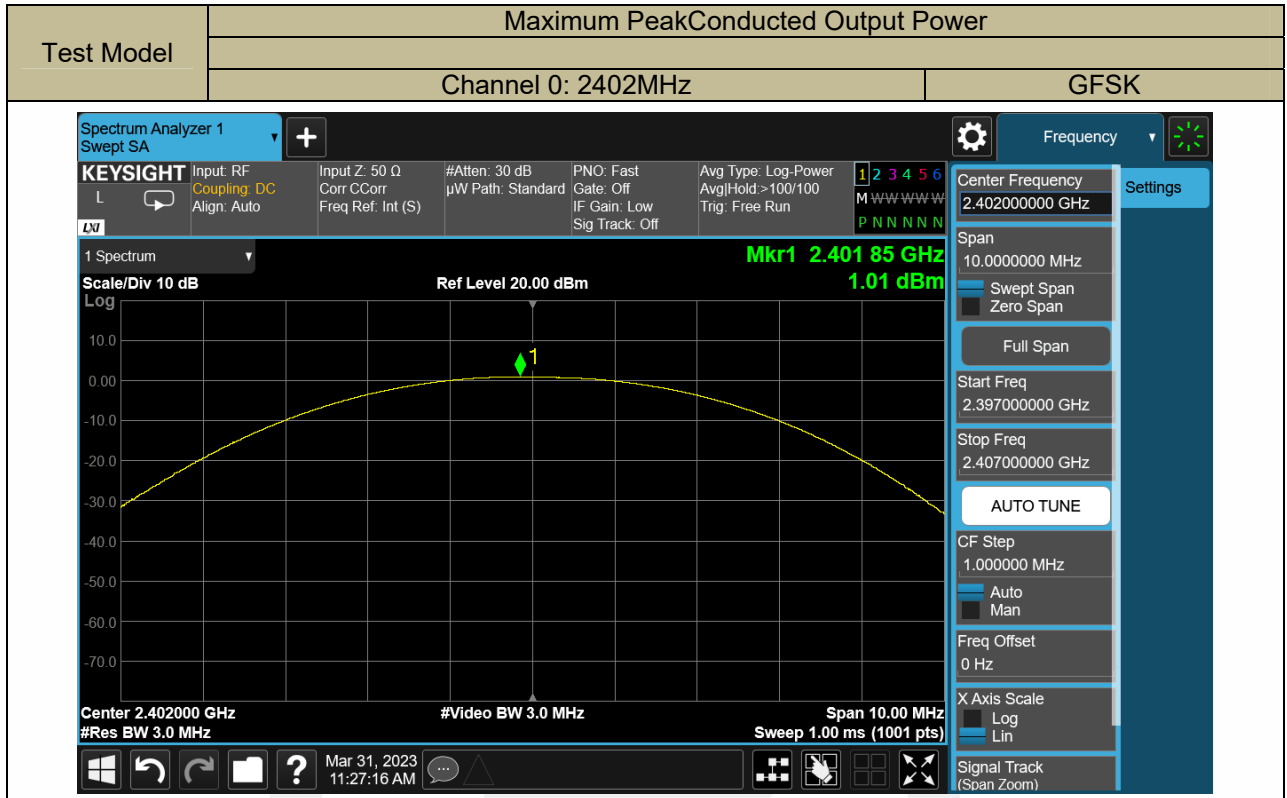 Test Model
Maximum PeakConducted Output Power
Channel 0: 2402MHz
GFSK
Spectrum Analyzer 1
Swept SA
Frequency
KEYSIGHT
L
LXI
Input: RF
Coupling: DC
Align: Auto
Input Z: 50 Ω
Corr CCorr
Freq Ref: Int (S)
#Atten: 30 dB
µW Path: Standard
PNO: Fast
Gate: Off
IF Gain: Low
Sig Track: Off
Avg Type: Log-Power
Avg|Hold:>100/100
Trig: Free Run
1 2 3 4 5 6
M W W W W W
P N N N N N
1 Spectrum
Mkr1 2.401 85 GHz
Scale/Div 10 dB
Ref Level 20.00 dBm
1.01 dBm
Log
10.0
0.00
-10.0
-20.0
-30.0
-40.0
-50.0
-60.0
-70.0
1
Center 2.402000 GHz
#Video BW 3.0 MHz
Span 10.00 MHz
#Res BW 3.0 MHz
Sweep 1.00 ms (1001 pts)
?
Mar 31, 2023
11:27:16 AM
Center Frequency
2.402000000 GHz
Settings
Span
10.0000000 MHz
Swept Span
Zero Span
Full Span
Start Freq
2.397000000 GHz
Stop Freq
2.407000000 GHz
AUTO TUNE
CF Step
1.000000 MHz
Auto
Man
Freq Offset
0 Hz
X Axis Scale
Log
Lin
Signal Track
(Span Zoom)